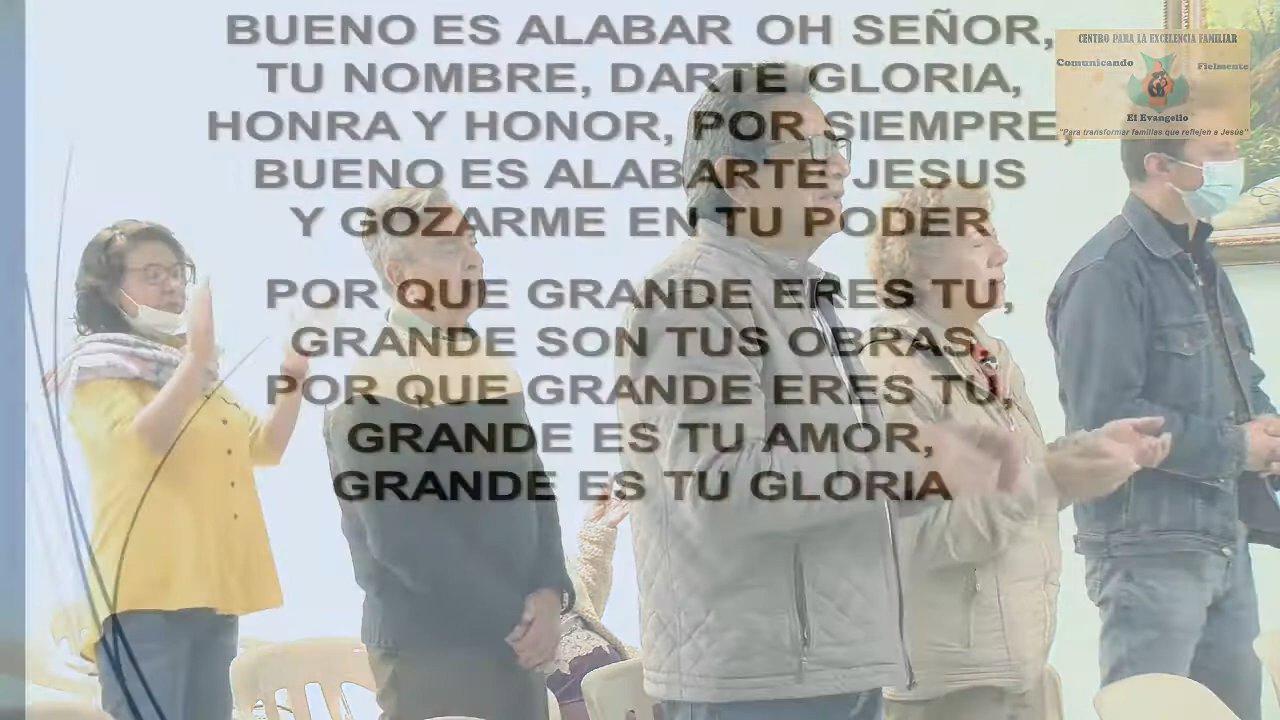 BUENO ES ALABAR OH SEÑOR,
TU NOMBRE, DARTE GLORIA,
HONRA Y HONOR, POR SIEMPRE,
BUENO ES ALABARTE JESUS
Y GOZARME EN TU PODER
POR QUE GRANDE ERES TU,
GRANDE SON TUS OBRAS,
POR QUE GRANDE ERES TU,
GRANDE ES TU AMOR,
GRANDE ES TU GLORIA
CENTRO PARA LA EXCELENCIA FAMILIAR
Comunicando Fielmente
El Evangelio
"Para transformar familias que reflejen a Jesús"